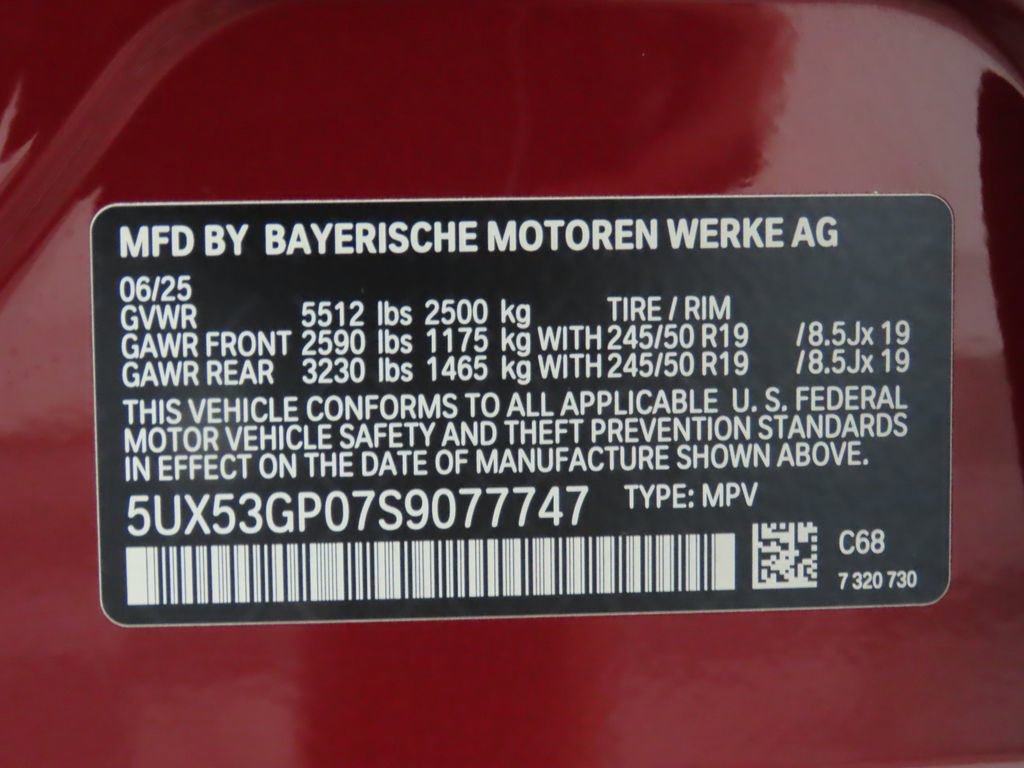 MFD BY BAYERISCHE MOTOREN WERKE AG
06/25
GVWR 5512 lbs 2500 kg TIRE / RIM
GAWR FRONT 2590 lbs 1175 kg WITH 245/50 R19 /8.5Jx 19
GAWR REAR 3230 lbs 1465 kg WITH 245/50 R19 /8.5Jx 19
THIS VEHICLE CONFORMS TO ALL APPLICABLE U. S. FEDERAL
MOTOR VEHICLE SAFETY AND THEFT PREVENTION STANDARDS
IN EFFECT ON THE DATE OF MANUFACTURE SHOWN ABOVE.
5UX53GP07S9077747 TYPE: MPV
C68
7 320 730